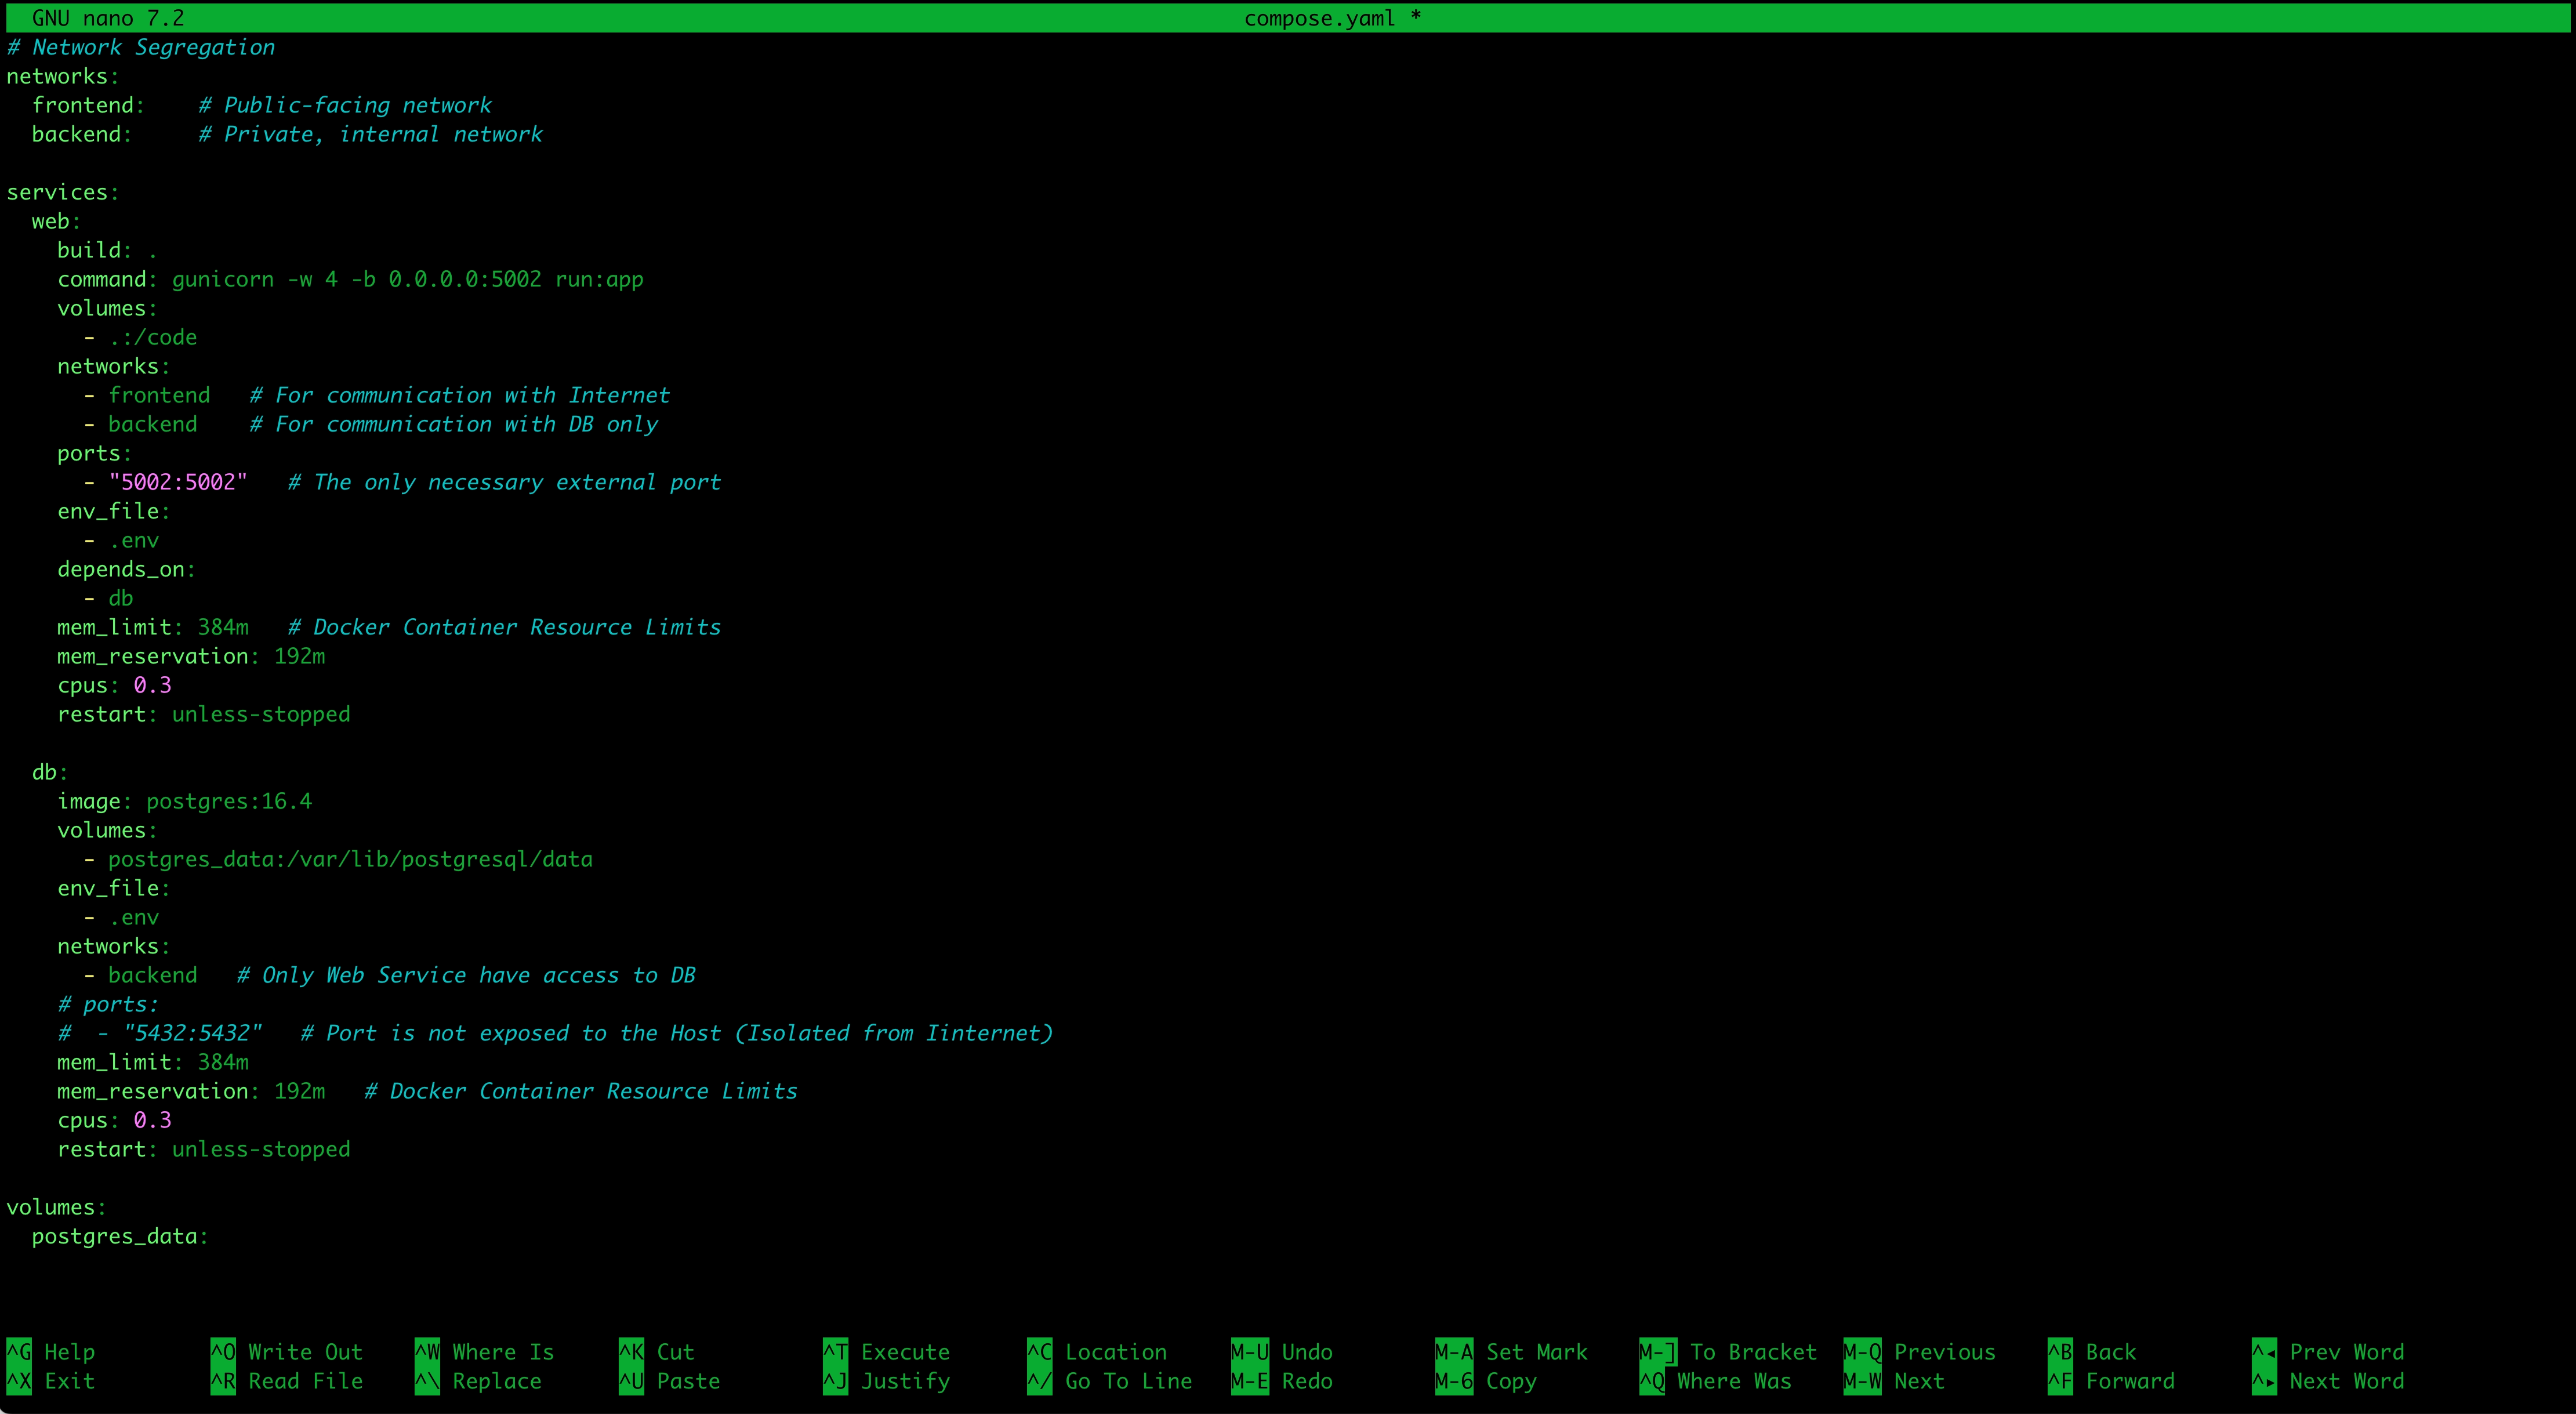 GNU nano 7.2 compose.yaml *
# Network Segregation
networks:
  frontend:    # Public-facing network
  backend:     # Private, internal network

services:
  web:
    build: .
    command: gunicorn -w 4 -b 0.0.0.0:5002 run:app
    volumes:
      - .:/code
    networks:
      - frontend   # For communication with Internet
      - backend    # For communication with DB only
    ports:
      - "5002:5002"   # The only necessary external port
    env_file:
      - .env
    depends_on:
      - db
    mem_limit: 384m   # Docker Container Resource Limits
    mem_reservation: 192m
    cpus: 0.3
    restart: unless-stopped

  db:
    image: postgres:16.4
    volumes:
      - postgres_data:/var/lib/postgresql/data
    env_file:
      - .env
    networks:
      - backend   # Only Web Service have access to DB
    # ports:
    #  - "5432:5432"   # Port is not exposed to the Host (Isolated from Iinternet)
    mem_limit: 384m
    mem_reservation: 192m   # Docker Container Resource Limits
    cpus: 0.3
    restart: unless-stopped

volumes:
  postgres_data:

^G Help ^O Write Out ^W Where Is ^K Cut ^T Execute ^C Location M-U Undo M-A Set Mark M-] To Bracket M-Q Previous ^B Back ^◂ Prev Word
^X Exit ^R Read File ^\ Replace ^U Paste ^J Justify ^/ Go To Line M-E Redo M-6 Copy ^Q Where Was M-W Next ^F Forward ^▸ Next Word